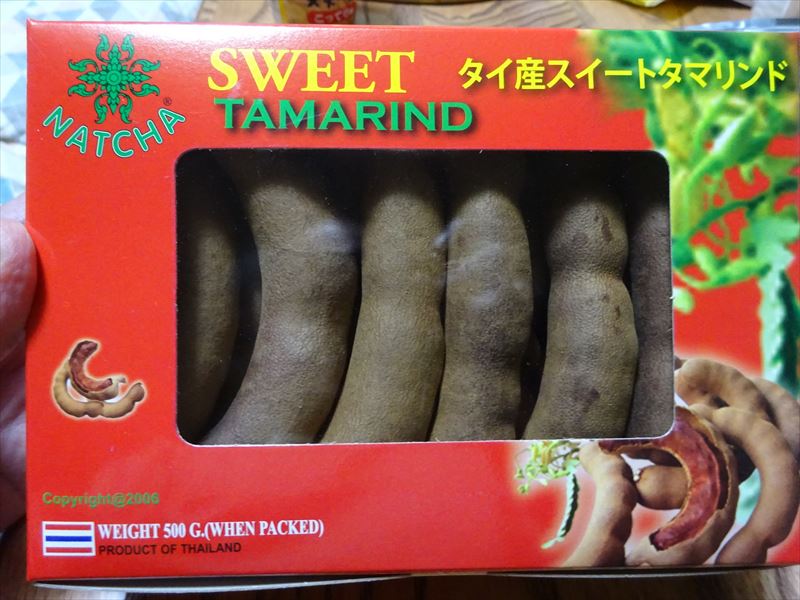 NATCHA®
SWEET
TAMARIND
タイ産スイートタマリンド
Copyright@2006
WEIGHT 500 G.(WHEN PACKED)
PRODUCT OF THAILAND